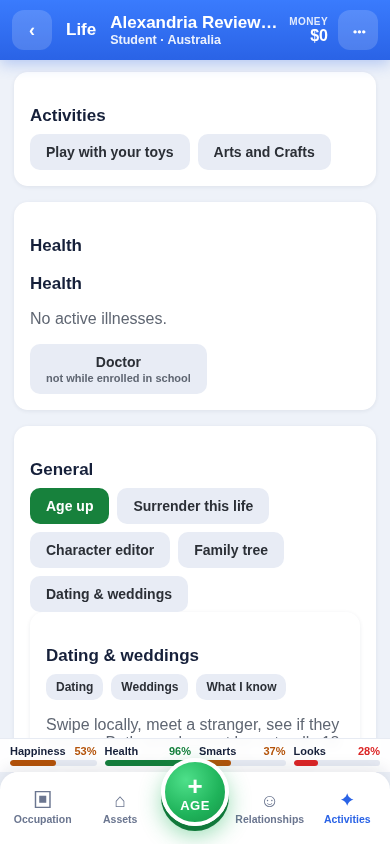 ‹
Life
Alexandria Review…
Student · Australia
MONEY
$0
•••
Activities
Play with your toys
Arts and Crafts
Health
Health
No active illnesses.
Doctor
not while enrolled in school
General
Age up
Surrender this life
Character editor
Family tree
Dating & weddings
Dating & weddings
Dating
Weddings
What I know
Swipe locally, meet a stranger, see if they
Happiness 53%
Health 96%
Smarts 37%
Looks 28%
+
AGE
Occupation
Assets
Relationships
Activities